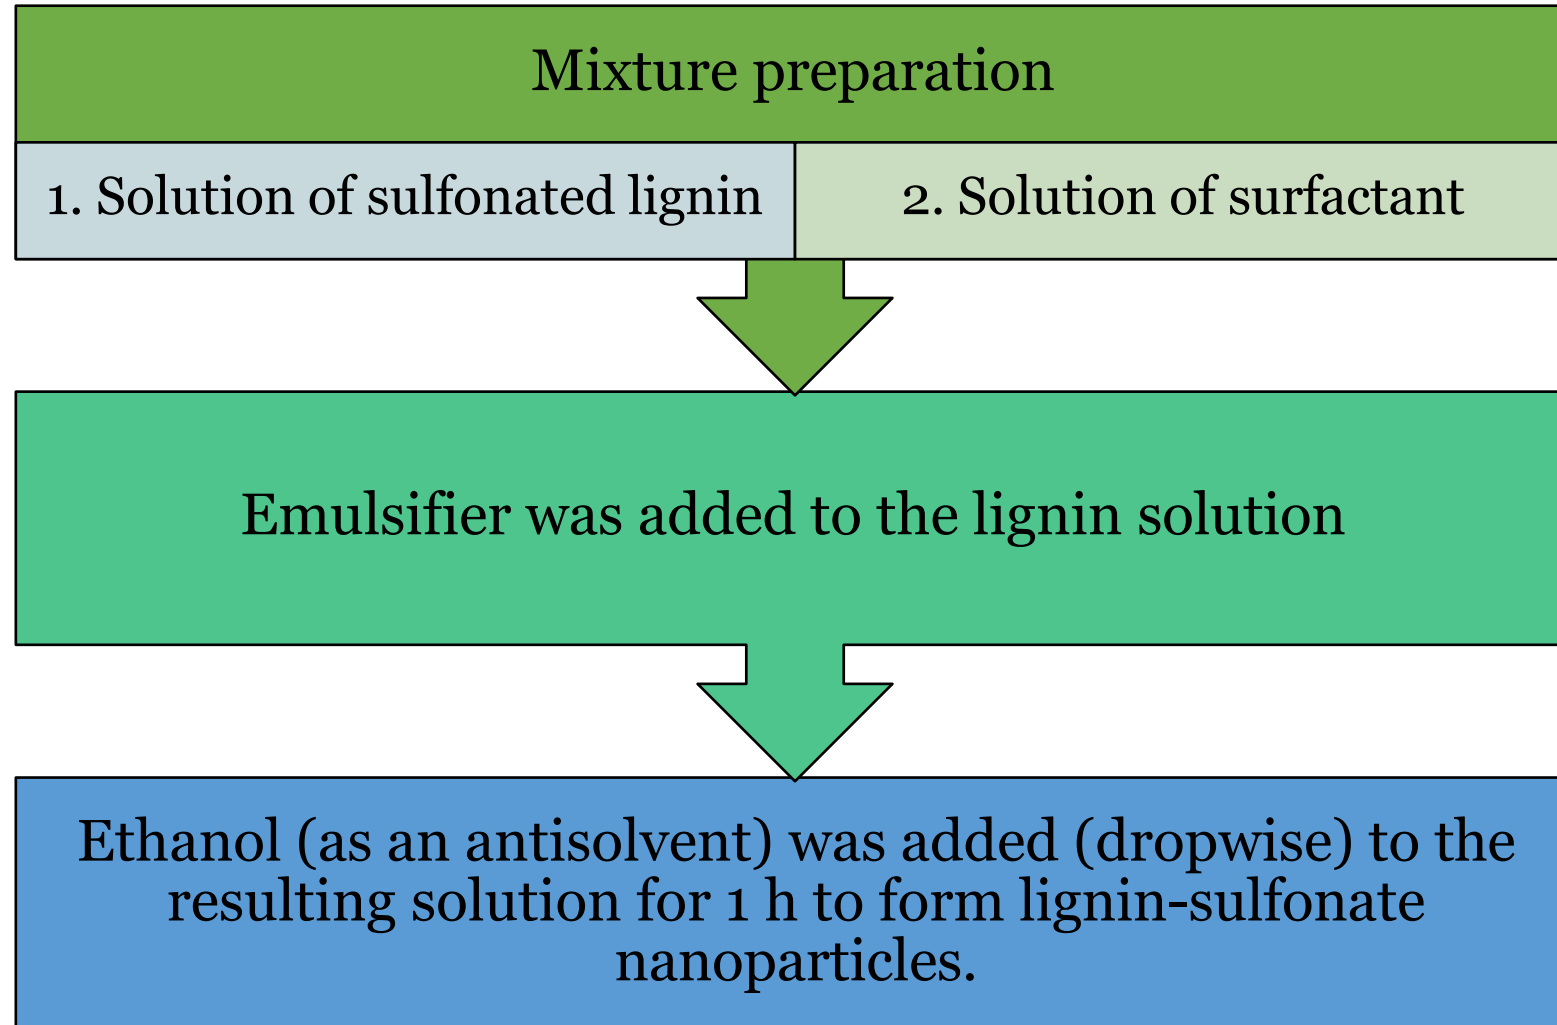 Mixture preparation
1. Solution of sulfonated lignin
2. Solution of surfactant
Emulsifier was added to the lignin solution
Ethanol (as an antisolvent) was added (dropwise) to the
resulting solution for 1 h to form lignin-sulfonate
nanoparticles.